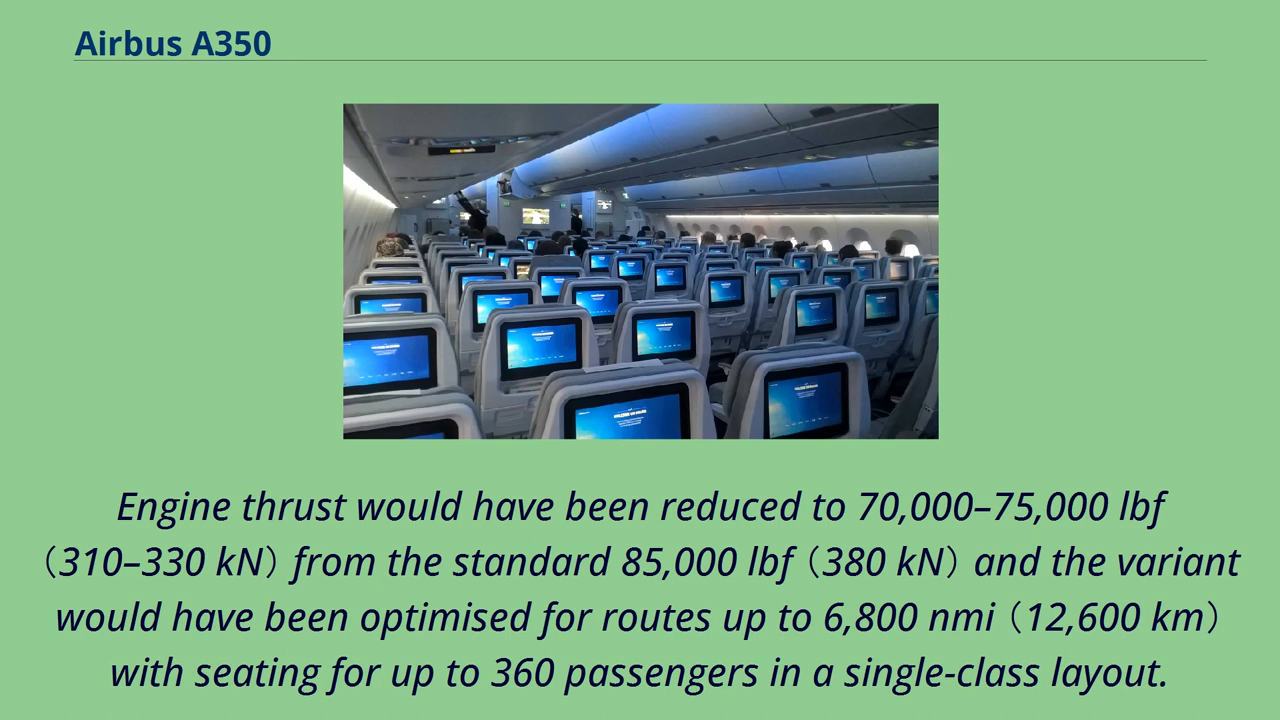 Airbus A350
Engine thrust would have been reduced to 70,000–75,000 lbf
（310–330 kN）from the standard 85,000 lbf（380 kN）and the variant
would have been optimised for routes up to 6,800 nmi（12,600 km）
with seating for up to 360 passengers in a single-class layout.